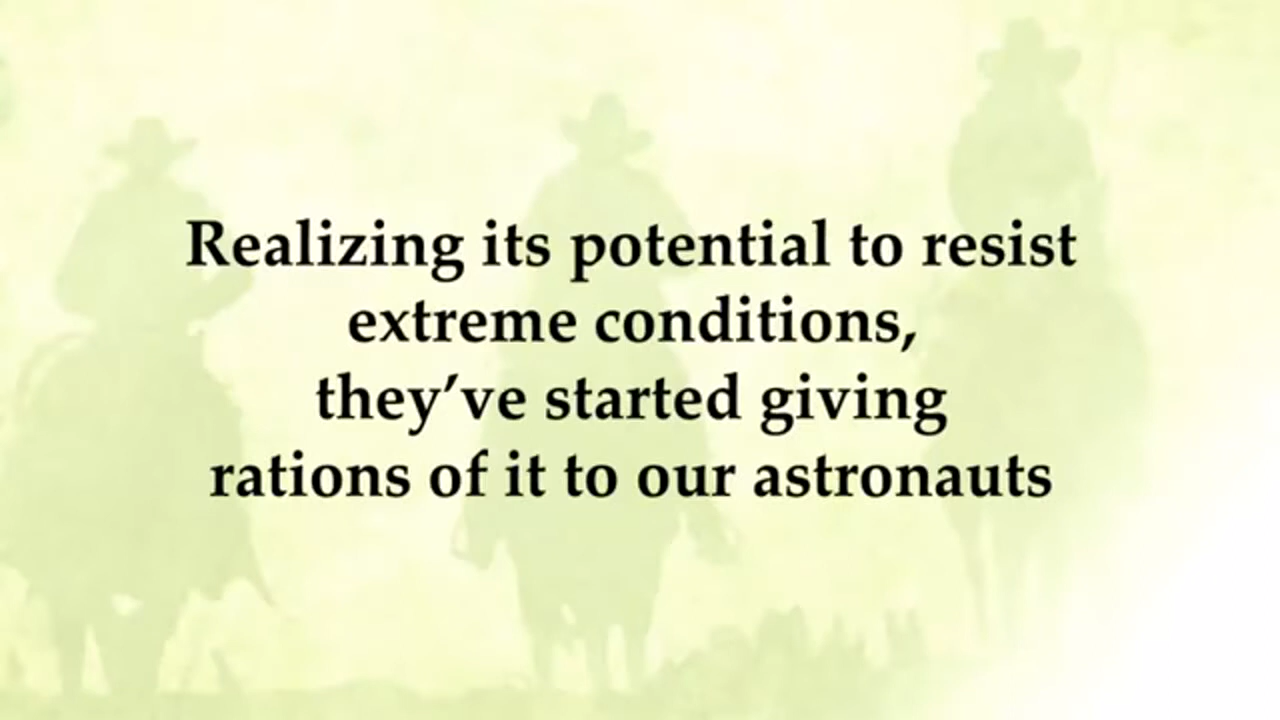 Realizing its potential to resist
extreme conditions,
they’ve started giving
rations of it to our astronauts